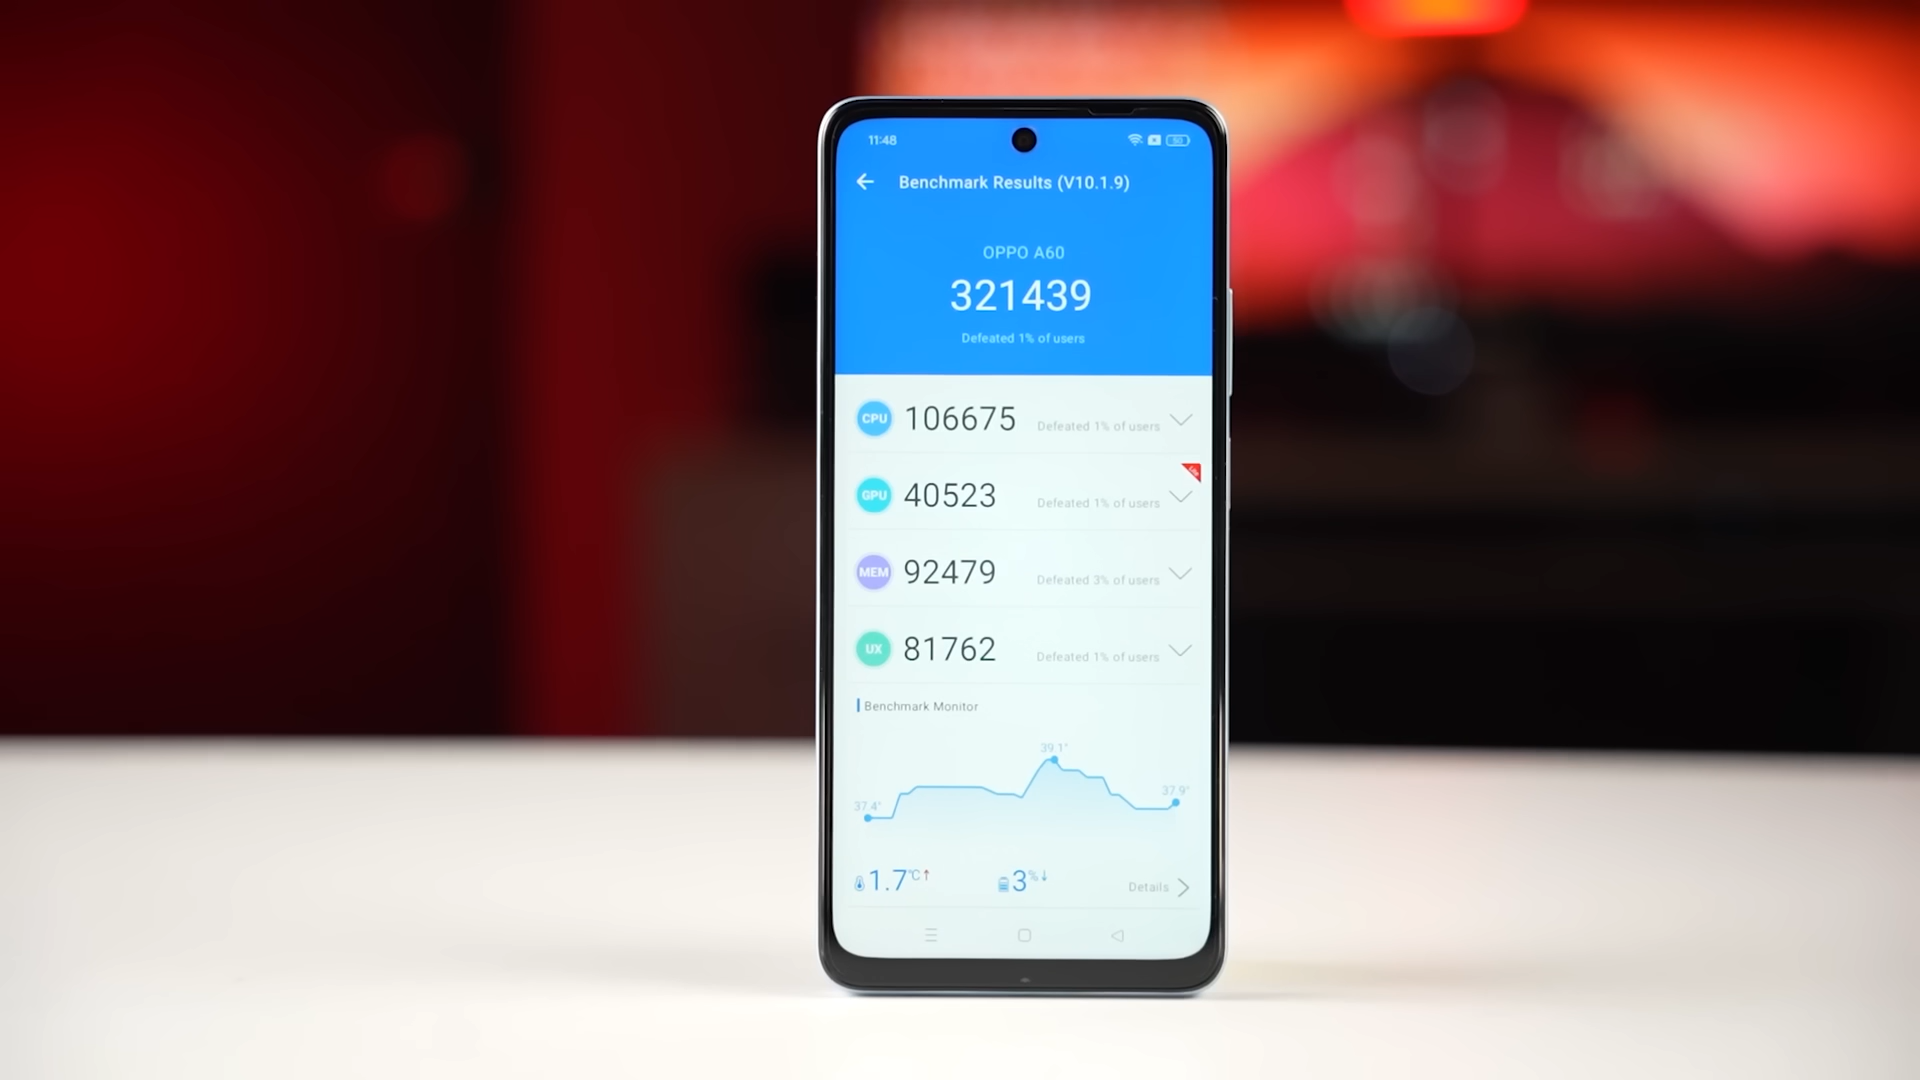 11:48
50
Benchmark Results (V10.1.9)
OPPO A60
321439
Defeated 1% of users
CPU 106675 Defeated 1% of users
Lite
GPU 40523 Defeated 1% of users
MEM 92479 Defeated 3% of users
UX 81762 Defeated 1% of users
Benchmark Monitor
39.1°
37.9°
37.4°
1.7°C↑ 3%↓ Details